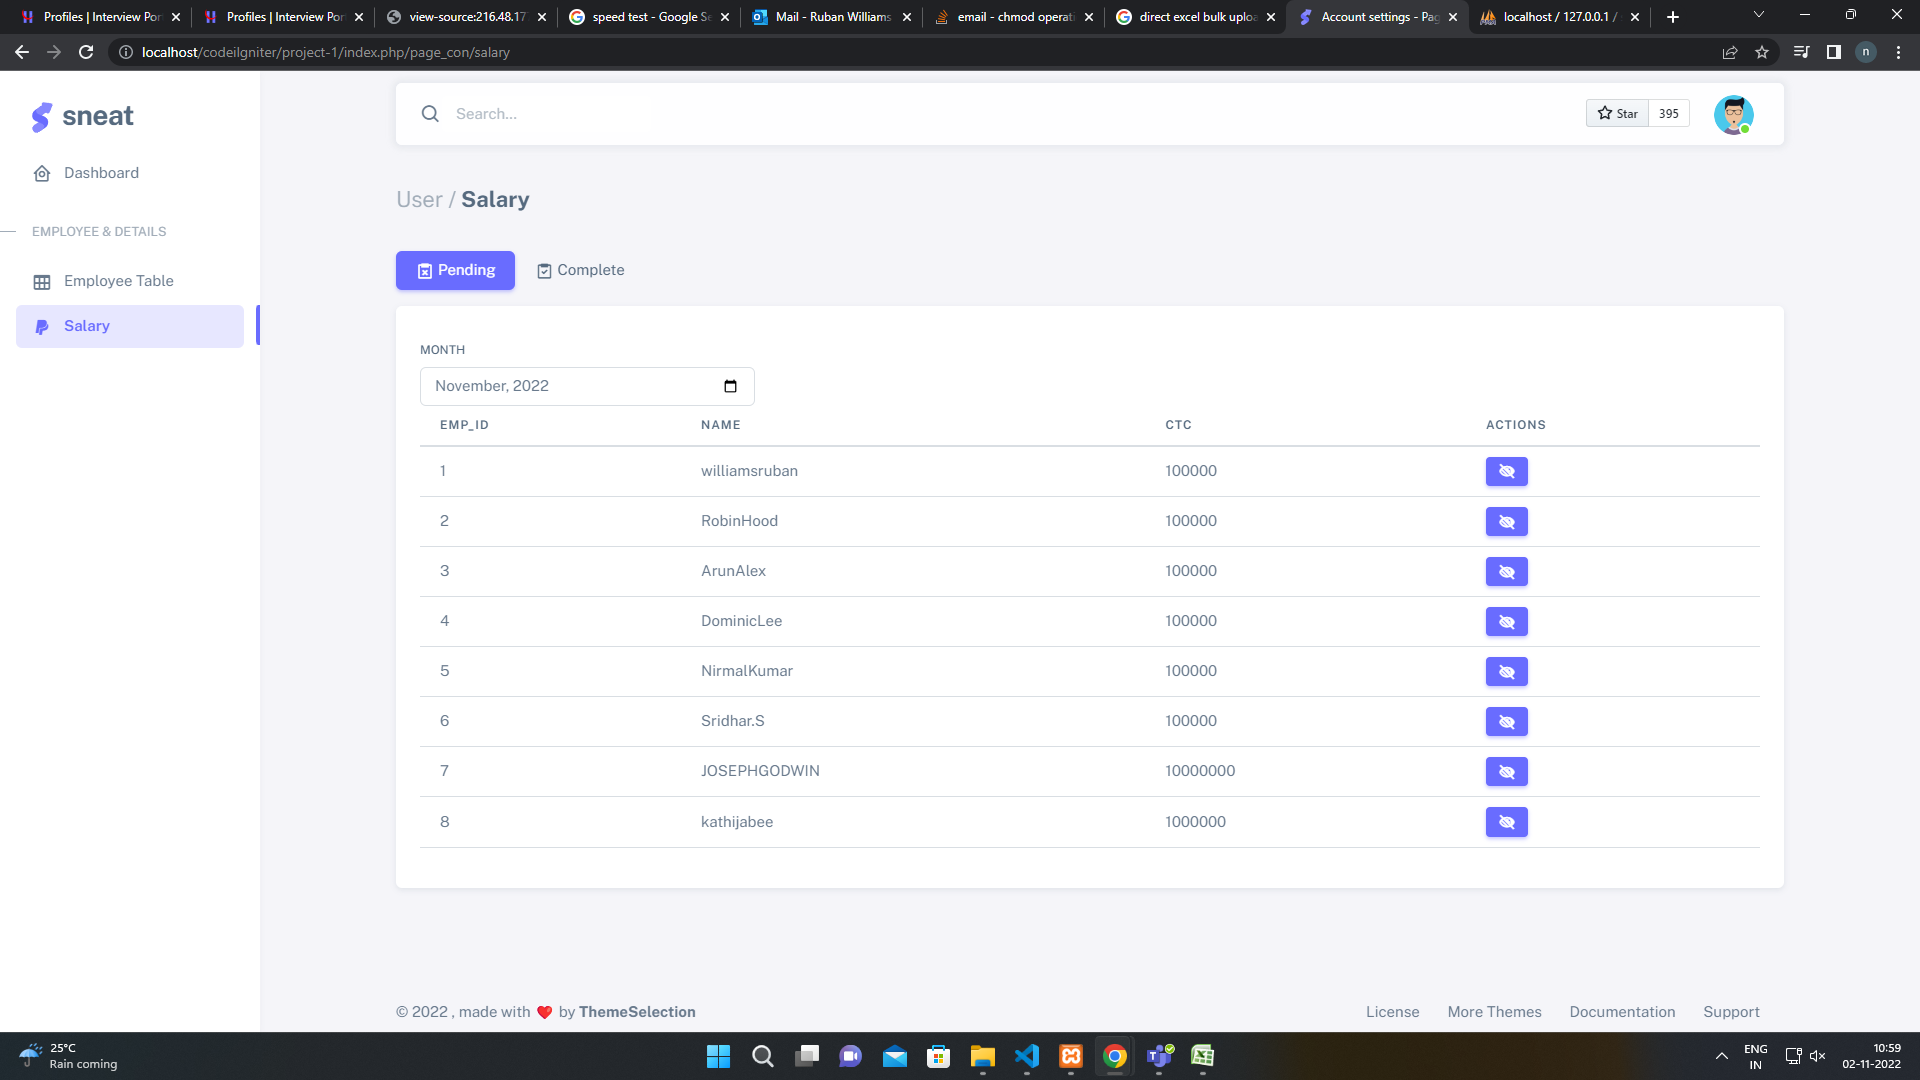 Profiles | Interview Por
Profiles | Interview Por
view-source:216.48.17
speed test - Google Se
Mail - Ruban Williams
email - chmod operati
direct excel bulk uploa
Account settings - Pag
localhost / 127.0.0.1 /
localhost/codeilgniter/project-1/index.php/page_con/salary
n
sneat
Search...
Star
395
Dashboard
User / Salary
EMPLOYEE & DETAILS
Employee Table
Salary
Pending
Complete
MONTH
November, 2022
EMP_ID NAME CTC ACTIONS
1 williamsruban 100000
2 RobinHood 100000
3 ArunAlex 100000
4 DominicLee 100000
5 NirmalKumar 100000
6 Sridhar.S 100000
7 JOSEPHGODWIN 10000000
8 kathijabee 1000000
© 2022 , made with ❤️ by ThemeSelection
License More Themes Documentation Support
25°C
Rain coming
ENG
IN
10:59
02-11-2022